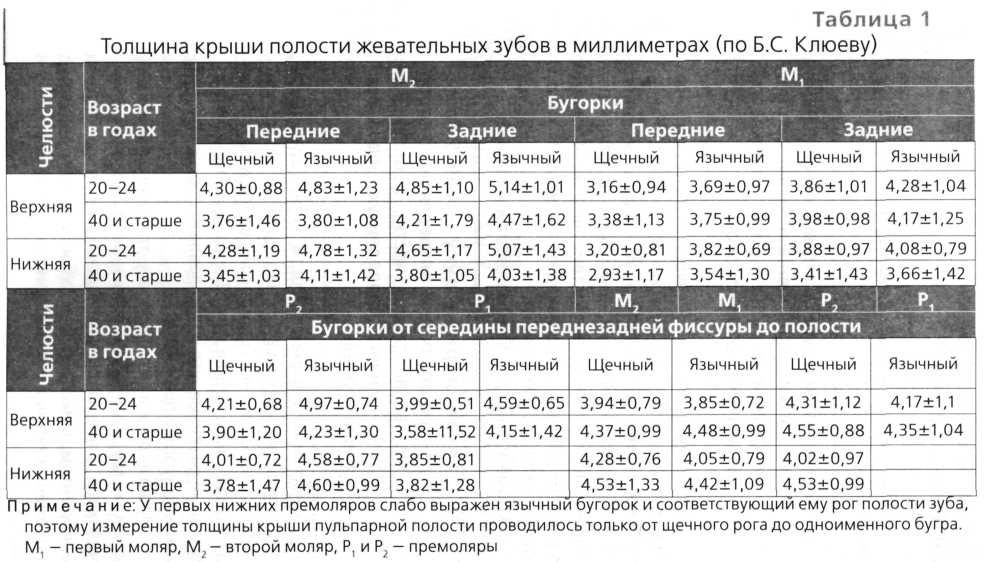 Таблица 1
Толщина крыши полости жевательных зубов в миллиметрах (по Б.С. Клюеву)
Челюсти Возраст в годах M2 M1
Бугорки
Передние Задние Передние Задние
Щечный Язычный Щечный Язычный Щечный Язычный Щечный Язычный
Верхняя 20–24 4,30±0,88 4,83±1,23 4,85±1,10 5,14±1,01 3,16±0,94 3,69±0,97 3,86±1,01 4,28±1,04
40 и старше 3,76±1,46 3,80±1,08 4,21±1,79 4,47±1,62 3,38±1,13 3,75±0,99 3,98±0,98 4,17±1,25
Нижняя 20–24 4,28±1,19 4,78±1,32 4,65±1,17 5,07±1,43 3,20±0,81 3,82±0,69 3,88±0,97 4,08±0,79
40 и старше 3,45±1,03 4,11±1,42 3,80±1,05 4,03±1,38 2,93±1,17 3,54±1,30 3,41±1,43 3,66±1,42
Челюсти Возраст в годах P2 P1 M2 M1 P2 P1
Бугорки от середины переднезадней фиссуры до полости
Щечный Язычный Щечный Язычный Щечный Язычный Щечный Язычный
Верхняя 20–24 4,21±0,68 4,97±0,74 3,99±0,51 4,59±0,65 3,94±0,79 3,85±0,72 4,31±1,12 4,17±1,1
40 и старше 3,90±1,20 4,23±1,30 3,58±11,52 4,15±1,42 4,37±0,99 4,48±0,99 4,55±0,88 4,35±1,04
Нижняя 20–24 4,01±0,72 4,58±0,77 3,85±0,81 4,28±0,76 4,05±0,79 4,02±0,97
40 и старше 3,78±1,47 4,60±0,99 3,82±1,28 4,53±1,33 4,42±1,09 4,53±0,99
Примечание: У первых нижних премоляров слабо выражен язычный бугорок и соответствующий ему рог полости зуба,
поэтому измерение толщины крыши пульпарной полости проводилось только от щечного рога до одноименного бугра.
M1 — первый моляр, M2 — второй моляр, P1 и P2 — премоляры